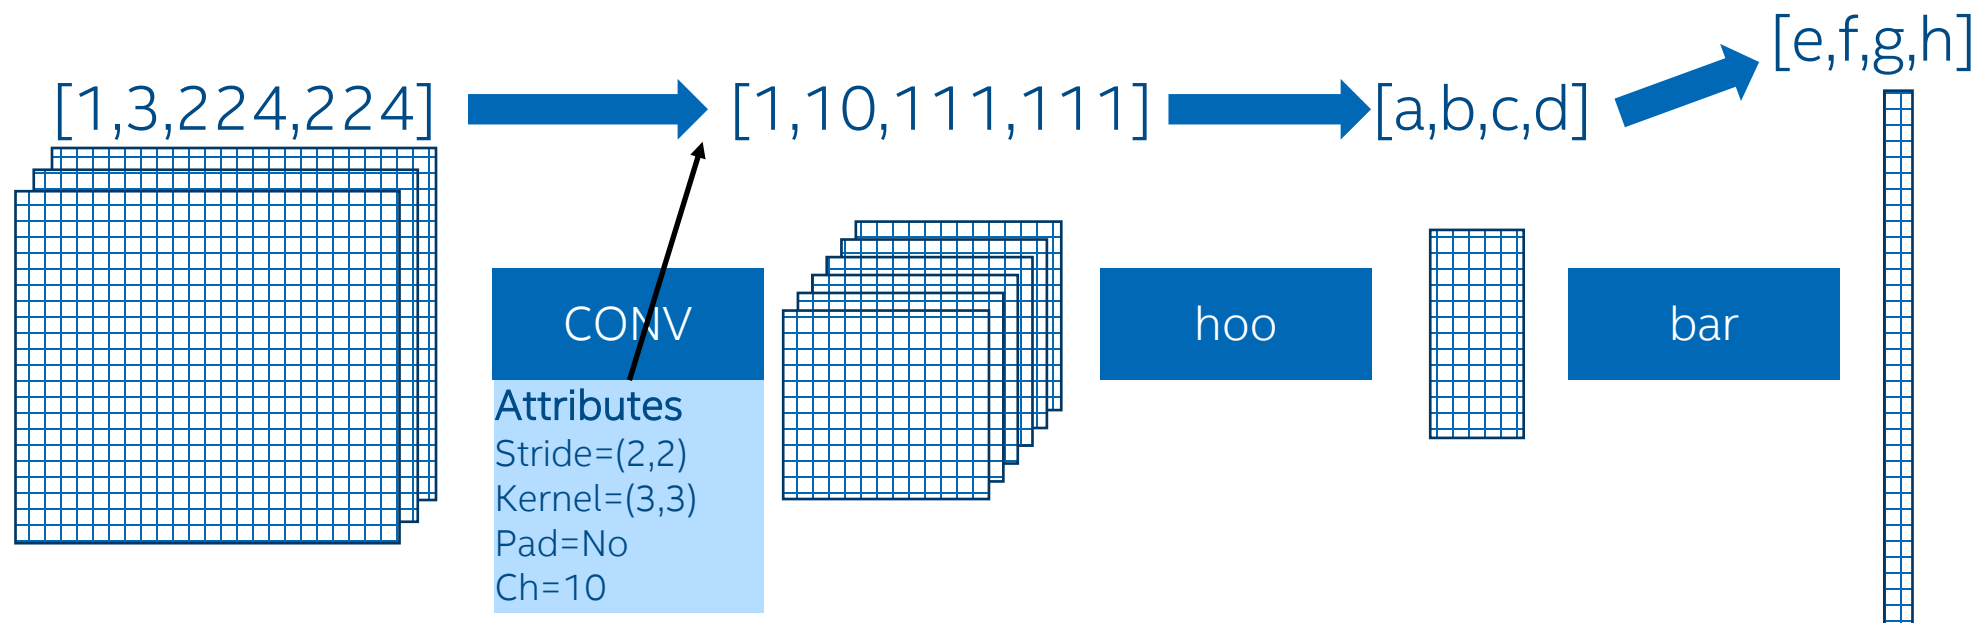 [e,f,g,h]
[1,3,224,224]
[1,10,111,111]
[a,b,c,d]
CONV
hoo
bar
Attributes
Stride=(2,2)
Kernel=(3,3)
Pad=No
Ch=10